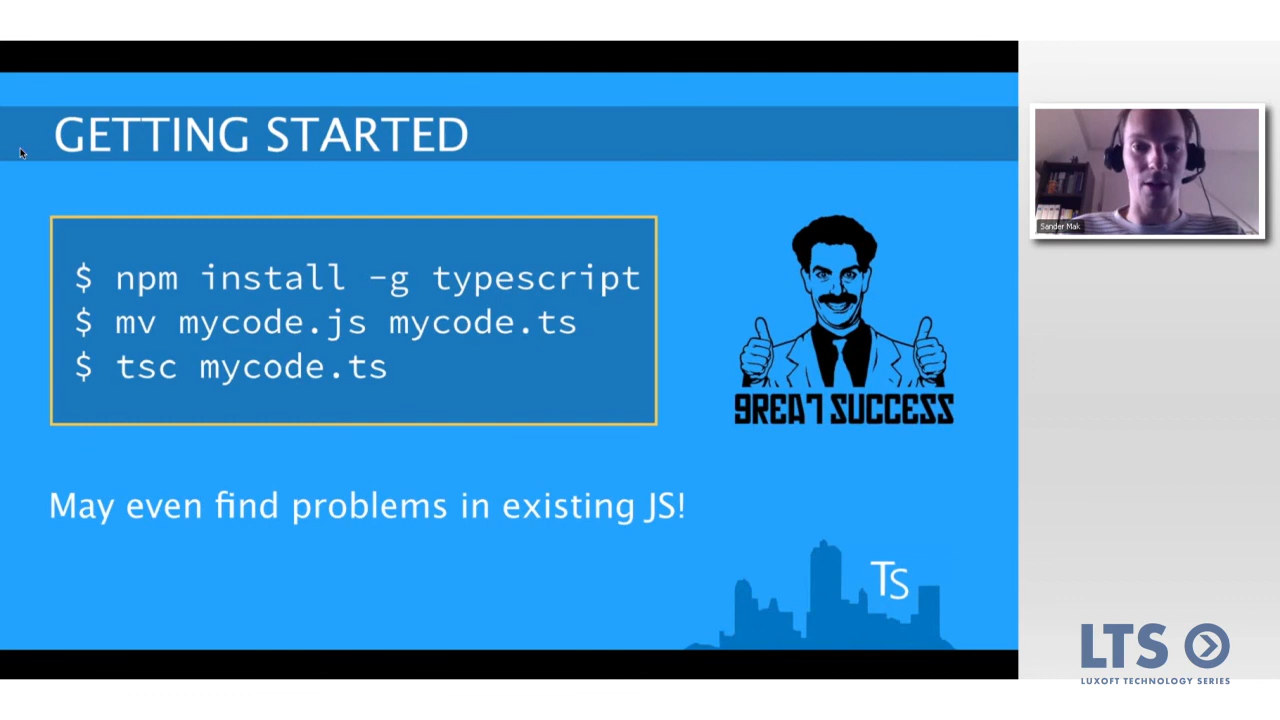 GETTING STARTED
$ npm install -g typescript
$ mv mycode.js mycode.ts
$ tsc mycode.ts
GREAT SUCCESS
May even find problems in existing JS!
TS
Sander Mak
LTS
LUXOFT TECHNOLOGY SERIES